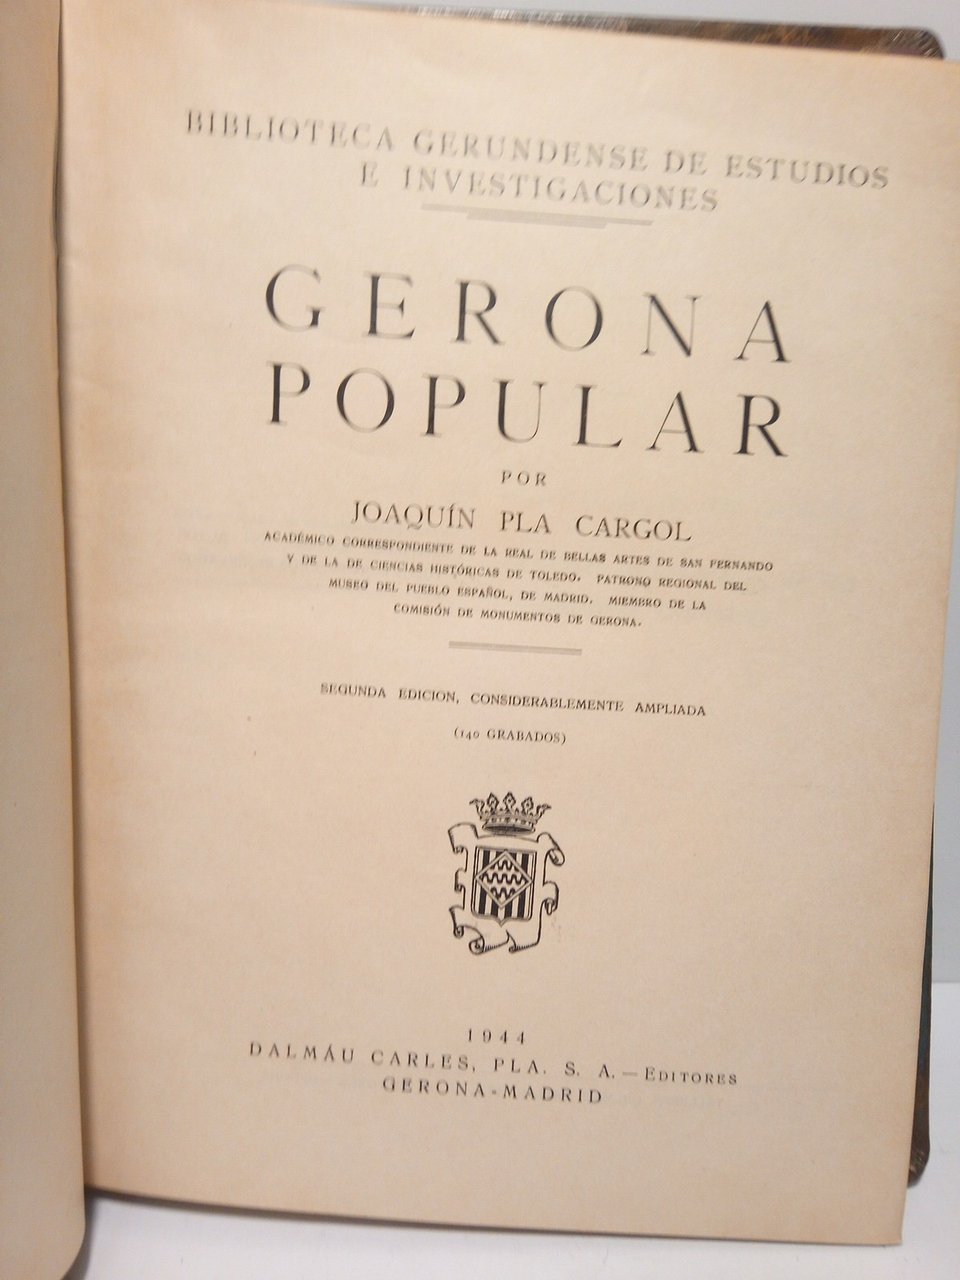 BIBLIOTECA GERUNDENSE DE ESTUDIOS
E INVESTIGACIONES
GERONA
POPULAR
POR
JOAQUÍN PLA CARGOL
ACADÉMICO CORRESPONDIENTE DE LA REAL DE BELLAS ARTES DE SAN FERNANDO
Y DE LA DE CIENCIAS HISTÓRICAS DE TOLEDO. PATRONO REGIONAL DEL
MUSEO DEL PUEBLO ESPAÑOL, DE MADRID. MIEMBRO DE LA
COMISIÓN DE MONUMENTOS DE GERONA.
SEGUNDA EDICION, CONSIDERABLEMENTE AMPLIADA
(140 GRABADOS)
1944
DALMÁU CARLES, PLA. S. A.—EDITORES
GERONA-MADRID